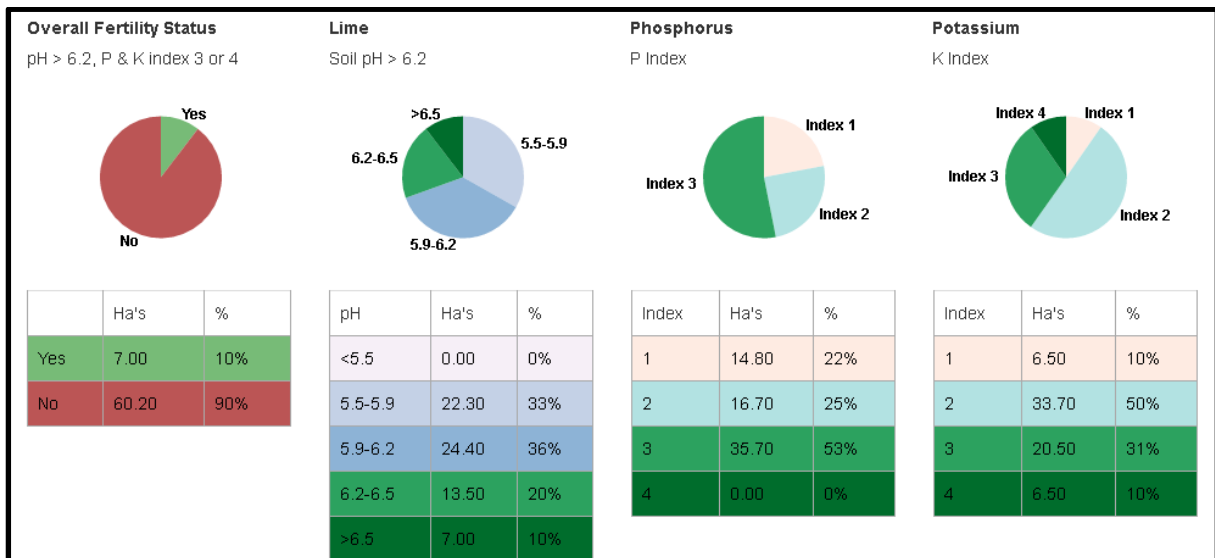 Overall Fertility Status
pH > 6.2, P & K index 3 or 4
Yes
No
Ha's %
Yes 7.00 10%
No 60.20 90%
Lime
Soil pH > 6.2
>6.5
5.5-5.9
6.2-6.5
5.9-6.2
pH Ha's %
<5.5 0.00 0%
5.5-5.9 22.30 33%
5.9-6.2 24.40 36%
6.2-6.5 13.50 20%
>6.5 7.00 10%
Phosphorus
P Index
Index 1
Index 3
Index 2
Index Ha's %
1 14.80 22%
2 16.70 25%
3 35.70 53%
4 0.00 0%
Potassium
K Index
Index 4
Index 1
Index 3
Index 2
Index Ha's %
1 6.50 10%
2 33.70 50%
3 20.50 31%
4 6.50 10%